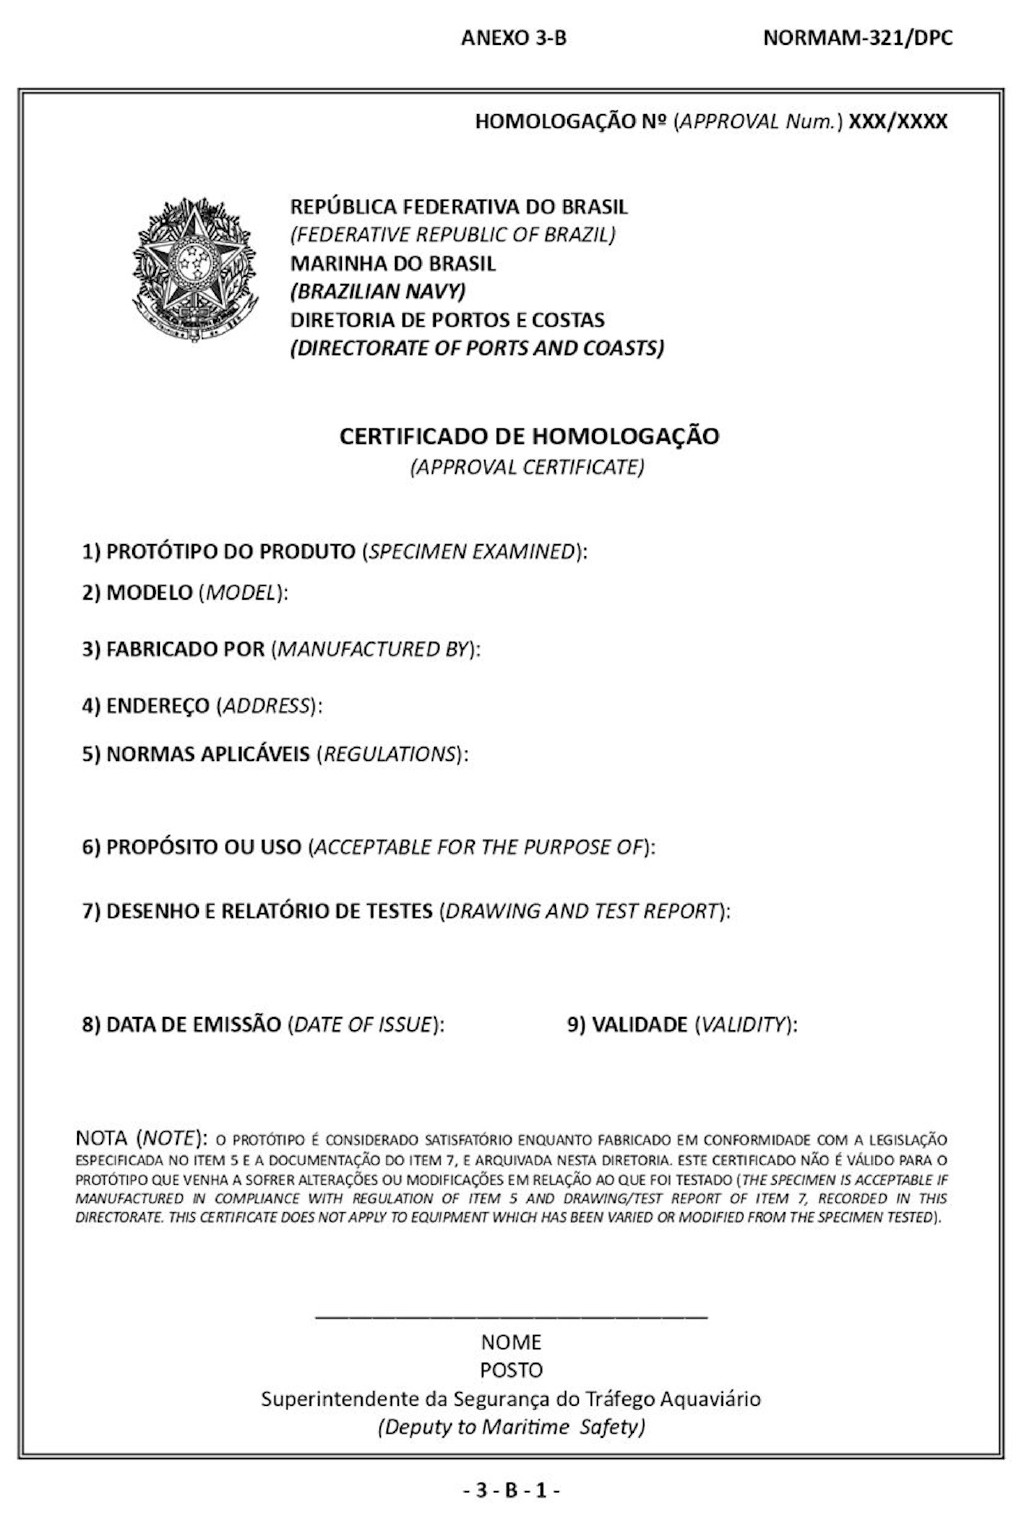 ANEXO 3-B
NORMAM-321/DPC
HOMOLOGAÇÃO Nº (APPROVAL Num.) XXX/XXXX
REPÚBLICA FEDERATIVA DO BRASIL
(FEDERATIVE REPUBLIC OF BRAZIL)
MARINHA DO BRASIL
(BRAZILIAN NAVY)
DIRETORIA DE PORTOS E COSTAS
(DIRECTORATE OF PORTS AND COASTS)
CERTIFICADO DE HOMOLOGAÇÃO
(APPROVAL CERTIFICATE)
1) PROTÓTIPO DO PRODUTO (SPECIMEN EXAMINED):
2) MODELO (MODEL):
3) FABRICADO POR (MANUFACTURED BY):
4) ENDEREÇO (ADDRESS):
5) NORMAS APLICÁVEIS (REGULATIONS):
6) PROPÓSITO OU USO (ACCEPTABLE FOR THE PURPOSE OF):
7) DESENHO E RELATÓRIO DE TESTES (DRAWING AND TEST REPORT):
8) DATA DE EMISSÃO (DATE OF ISSUE):
9) VALIDADE (VALIDITY):
NOTA (NOTE): O PROTÓTIPO É CONSIDERADO SATISFATÓRIO ENQUANTO FABRICADO EM CONFORMIDADE COM A LEGISLAÇÃO
ESPECIFICADA NO ITEM 5 E A DOCUMENTAÇÃO DO ITEM 7, E ARQUIVADA NESTA DIRETORIA. ESTE CERTIFICADO NÃO É VÁLIDO PARA O
PROTÓTIPO QUE VENHA A SOFRER ALTERAÇÕES OU MODIFICAÇÕES EM RELAÇÃO AO QUE FOI TESTADO (THE SPECIMEN IS ACCEPTABLE IF
MANUFACTURED IN COMPLIANCE WITH REGULATION OF ITEM 5 AND DRAWING/TEST REPORT OF ITEM 7, RECORDED IN THIS
DIRECTORATE. THIS CERTIFICATE DOES NOT APPLY TO EQUIPMENT WHICH HAS BEEN VARIED OR MODIFIED FROM THE SPECIMEN TESTED).
NOME
POSTO
Superintendente da Segurança do Tráfego Aquaviário
(Deputy to Maritime Safety)
- 3 - B - 1 -